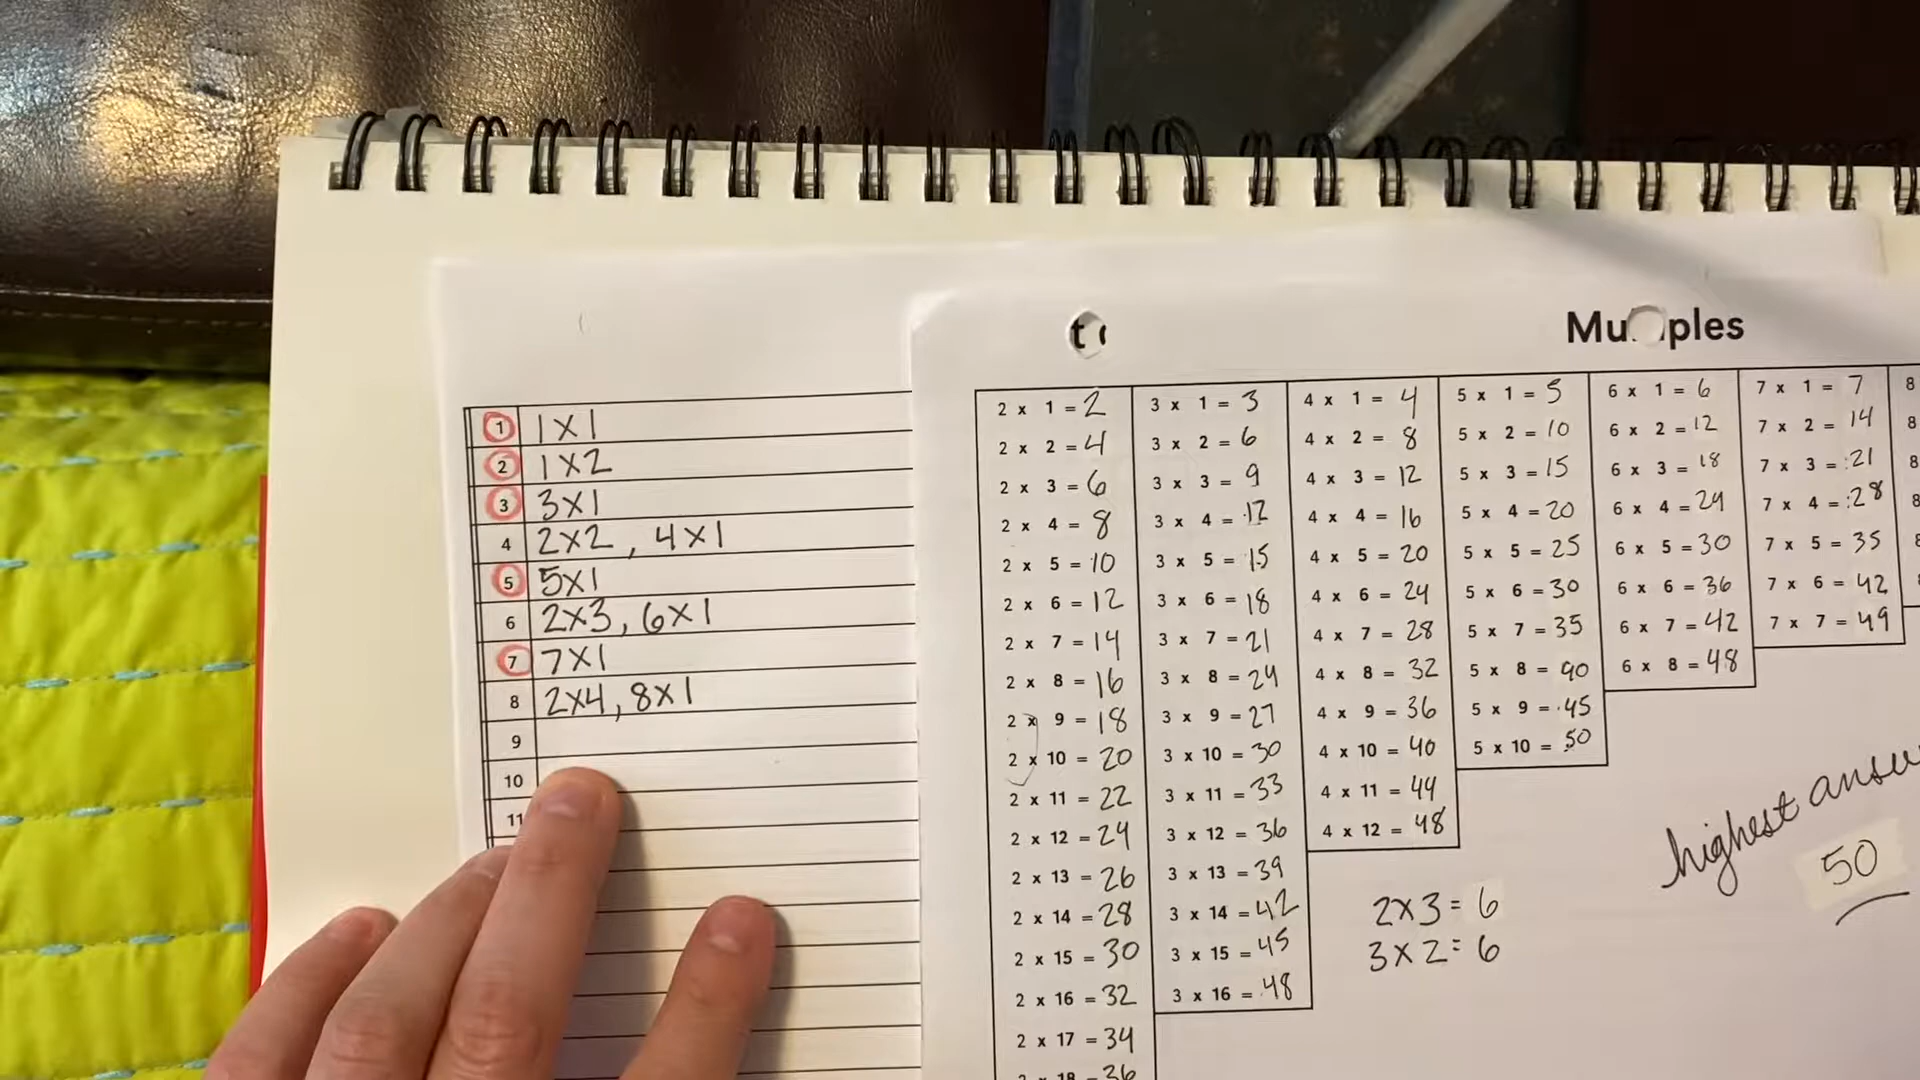 1 1X1
2 1X2
3 3X1
4 2X2, 4X1
5 5X1
6 2X3, 6X1
7 7X1
8 2X4, 8X1
9
10
11
Mu ples
2 x 1 = 2
2 x 2 = 4
2 x 3 = 6
2 x 4 = 8
2 x 5 = 10
2 x 6 = 12
2 x 7 = 14
2 x 8 = 16
2 x 9 = 18
2 x 10 = 20
2 x 11 = 22
2 x 12 = 24
2 x 13 = 26
2 x 14 = 28
2 x 15 = 30
2 x 16 = 32
2 x 17 = 34
2 x 18 = 36
3 x 1 = 3
3 x 2 = 6
3 x 3 = 9
3 x 4 = 12
3 x 5 = 15
3 x 6 = 18
3 x 7 = 21
3 x 8 = 24
3 x 9 = 27
3 x 10 = 30
3 x 11 = 33
3 x 12 = 36
3 x 13 = 39
3 x 14 = 42
3 x 15 = 45
3 x 16 = 48
4 x 1 = 4
4 x 2 = 8
4 x 3 = 12
4 x 4 = 16
4 x 5 = 20
4 x 6 = 24
4 x 7 = 28
4 x 8 = 32
4 x 9 = 36
4 x 10 = 40
4 x 11 = 44
4 x 12 = 48
5 x 1 = 5
5 x 2 = 10
5 x 3 = 15
5 x 4 = 20
5 x 5 = 25
5 x 6 = 30
5 x 7 = 35
5 x 8 = 40
5 x 9 = 45
5 x 10 = 50
6 x 1 = 6
6 x 2 = 12
6 x 3 = 18
6 x 4 = 24
6 x 5 = 30
6 x 6 = 36
6 x 7 = 42
6 x 8 = 48
7 x 1 = 7
7 x 2 = 14
7 x 3 = 21
7 x 4 = 28
7 x 5 = 35
7 x 6 = 42
7 x 7 = 49
8
8
8
8
2X3=6
3X2=6
highest answ
50